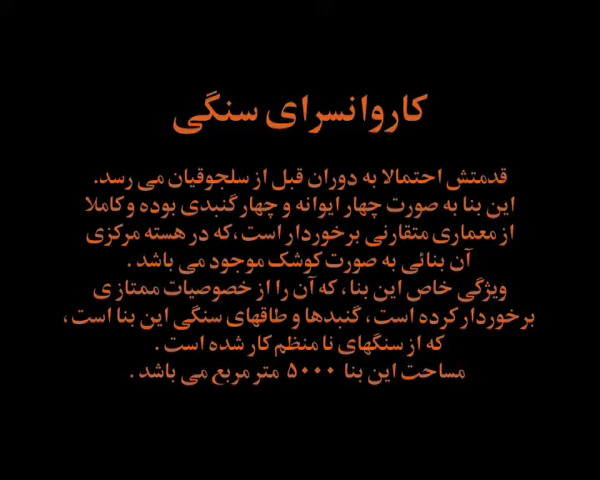 کاروانسرای سنگی
قدمتش احتمالا به دوران قبل از سلجوقیان می رسد.
این بنا به صورت چهار ایوانه و چهار گنبدی بوده و کاملا
از معماری متقارنی برخوردار است،که در هسته مرکزی
آن بنائی به صورت کوشک موجود می باشد .
ویژگی خاص این بنا، که آن را از خصوصیات ممتاز ی
برخوردار کرده است، گنبدها و طاقهای سنگی این بنا است،
که از سنگهای نا منظم کار شده است .
مساحت این بنا ۵۰۰۰ متر مربع می باشد .